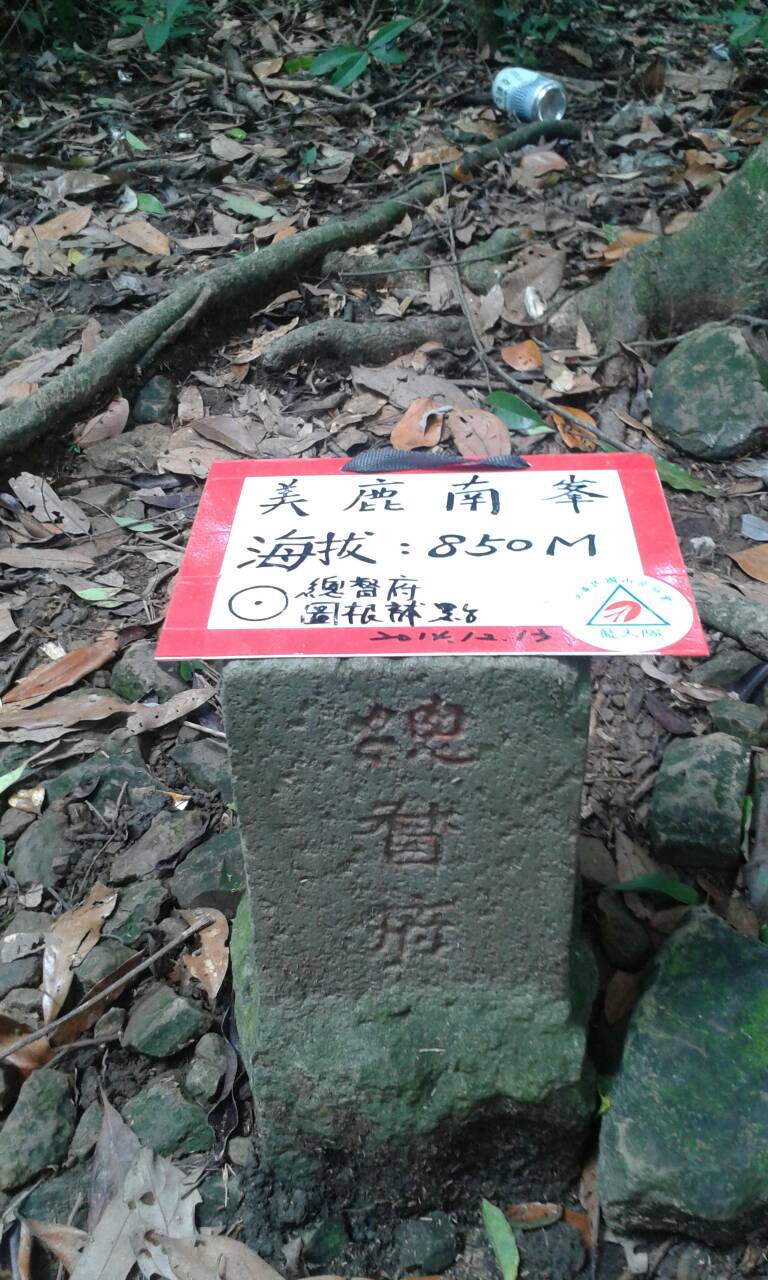 美鹿南峯
海拔：850M
總督府
圖根補點
2014.12.13
總
督
府